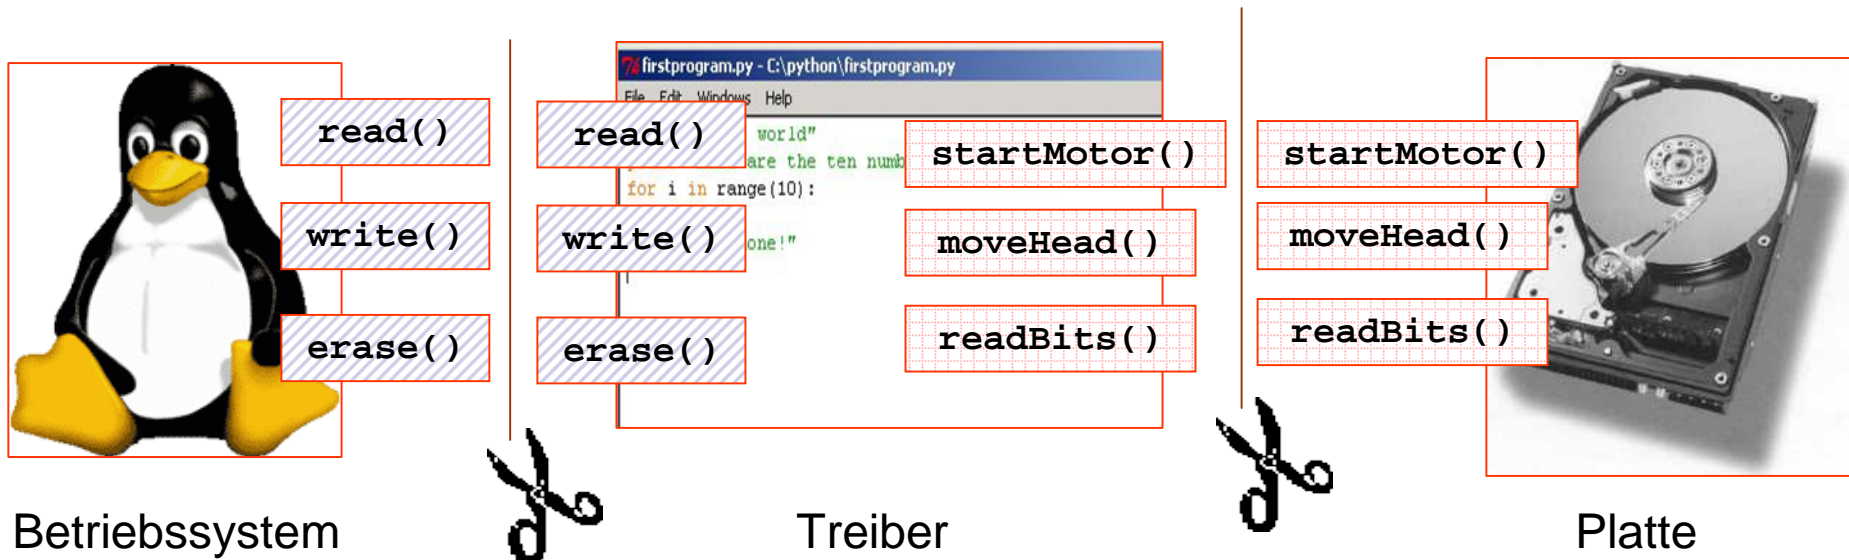 firstprogram.py - C:\python\firstprogram.py
File Edit Windows Help
read()
write()
erase()
read()
write()
erase()
world"
are the ten numb
for i in range(10):
one!"
startMotor()
moveHead()
readBits()
startMotor()
moveHead()
readBits()
Betriebssystem
Treiber
Platte